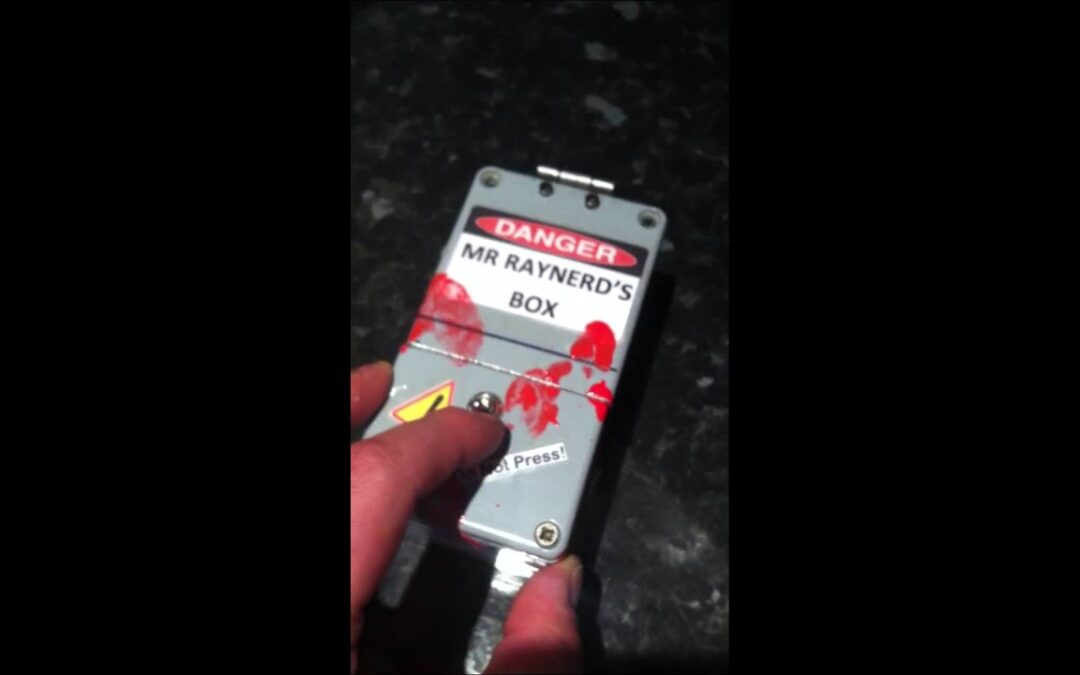 DANGER
MR RAYNERD'S
BOX
Not Press!